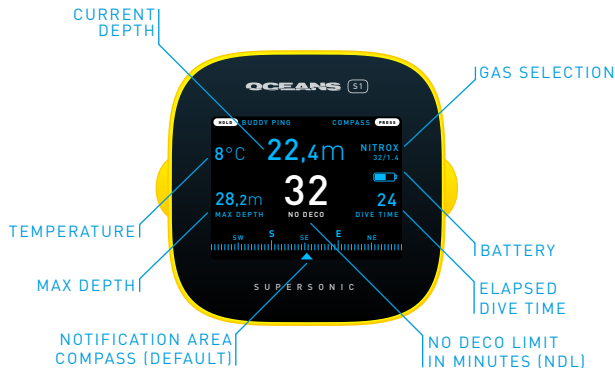 CURRENT
DEPTH
GAS SELECTION
OCEANS S1
HOLD BUDDY PING COMPASS PRESS
8°C 22,4m NITROX
32/1.4
28,2m 32 24
MAX DEPTH NO DECO DIVE TIME
SW S SE E NE
SUPERSONIC
TEMPERATURE
BATTERY
MAX DEPTH
ELAPSED
DIVE TIME
NOTIFICATION AREA
COMPASS (DEFAULT)
NO DECO LIMIT
IN MINUTES (NDL)